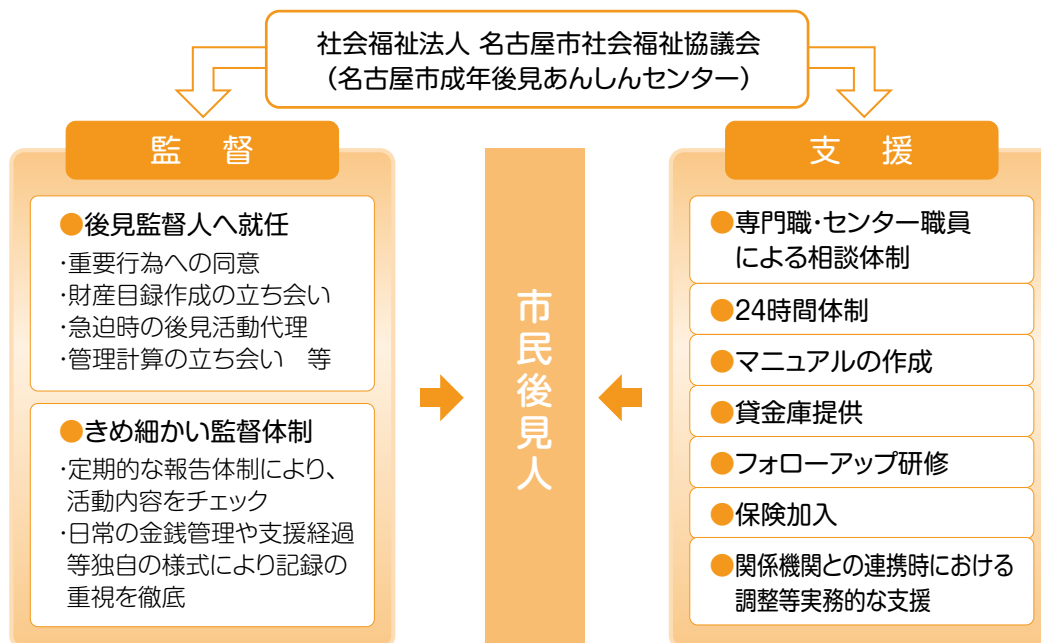 社会福祉法人 名古屋市社会福祉協議会
（名古屋市成年後見あんしんセンター）
監　督
●後見監督人へ就任
・重要行為への同意
・財産目録作成の立ち会い
・急迫時の後見活動代理
・管理計算の立ち会い　等
●きめ細かい監督体制
・定期的な報告体制により、
活動内容をチェック
・日常の金銭管理や支援経過
等独自の様式により記録の
重視を徹底
市民後見人
支　援
●専門職・センター職員
による相談体制
●24時間体制
●マニュアルの作成
●貸金庫提供
●フォローアップ研修
●保険加入
●関係機関との連携時における
調整等実務的な支援